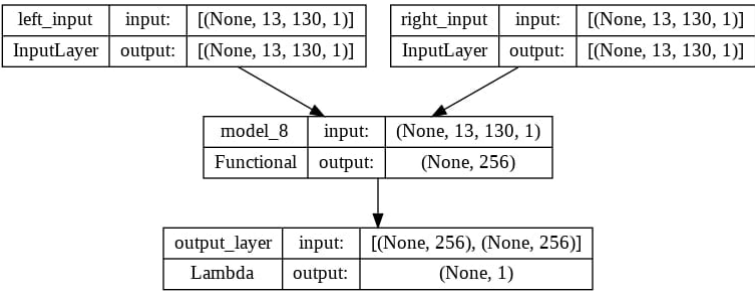 left_input input: [(None, 13, 130, 1)]
InputLayer output: [(None, 13, 130, 1)]
right_input input: [(None, 13, 130, 1)]
InputLayer output: [(None, 13, 130, 1)]
model_8 input: (None, 13, 130, 1)
Functional output: (None, 256)
output_layer input: [(None, 256), (None, 256)]
Lambda output: (None, 1)